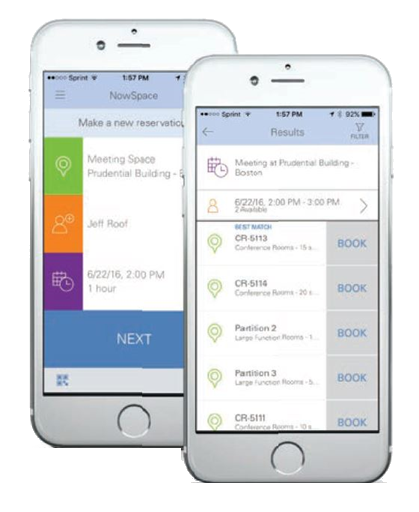 Sprint 1:57 PM
NowSpace
Make a new reservation
Meeting Space
Prudential Building -
Jeff Roof
6/22/16, 2:00 PM
1 hour
NEXT
Sprint 1:57 PM 92%
Results
FILTER
Meeting at Prudential Building -
Boston
6/22/16, 2:00 PM - 3:00 PM
2 Available
BEST MATCH
CR-5113
Conference Rooms - 15 s...
BOOK
CR-5114
Conference Rooms - 20 s...
BOOK
Partition 2
Large Function Rooms - 1...
BOOK
Partition 3
Large Function Rooms - 5...
BOOK
CR-5111
Conference Rooms - 10 s...
BOOK